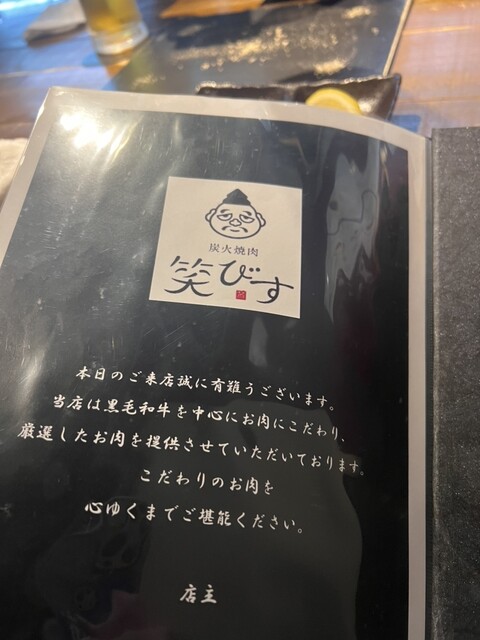 炭火焼肉
笑びす
本日のご来店誠に有難うございます。
当店は黒毛和牛を中心にお肉にこだわり、
厳選したお肉を提供させていただいております。
こだわりのお肉を
心ゆくまでご堪能ください。
店主